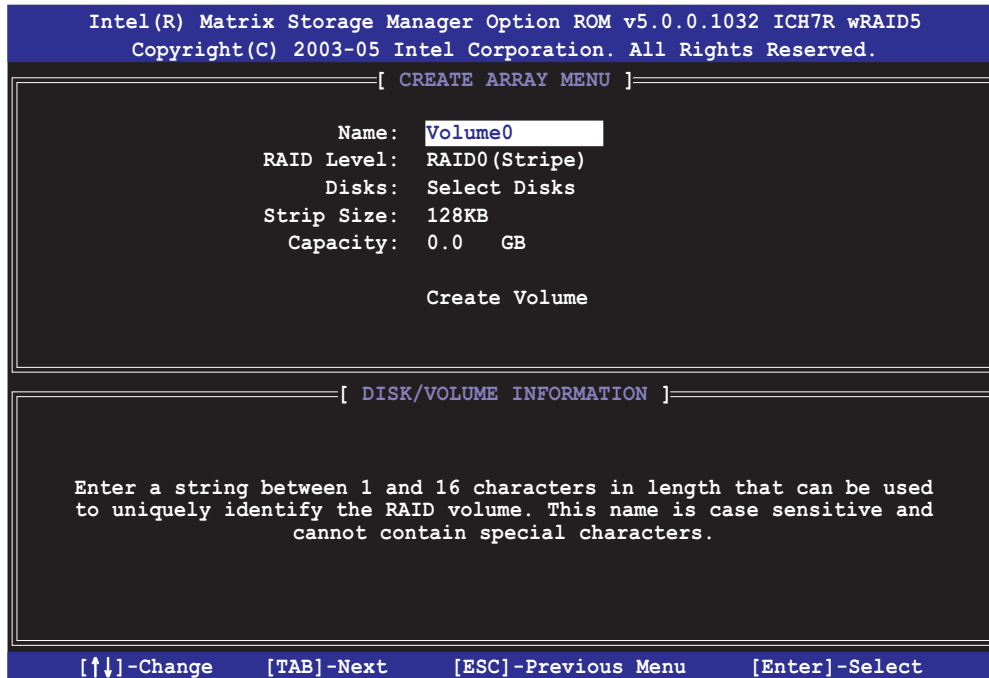 Intel(R) Matrix Storage Manager Option ROM v5.0.0.1032 ICH7R wRAID5
Copyright(C) 2003-05 Intel Corporation. All Rights Reserved.
[ CREATE ARRAY MENU ]
Name: Volume0
RAID Level: RAID0(Stripe)
Disks: Select Disks
Strip Size: 128KB
Capacity: 0.0 GB
Create Volume
[ DISK/VOLUME INFORMATION ]
Enter a string between 1 and 16 characters in length that can be used
to uniquely identify the RAID volume. This name is case sensitive and
cannot contain special characters.
[↑↓]-Change [TAB]-Next [ESC]-Previous Menu [Enter]-Select